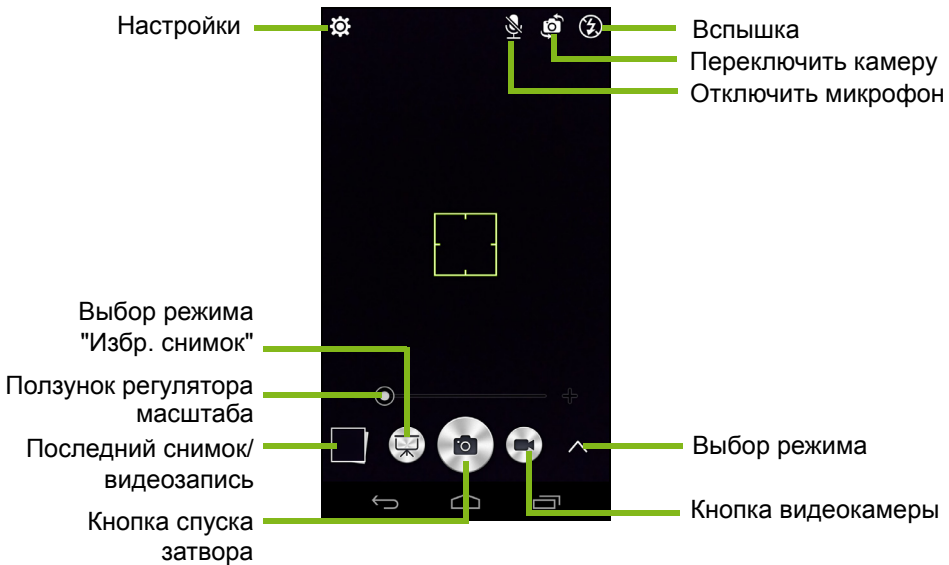 Настройки
Вспышка
Переключить камеру
Отключить микрофон
Выбор режима
"Избр. снимок"
Ползунок регулятора
масштаба
Последний снимок/
видеозапись
Кнопка спуска
затвора
Выбор режима
Кнопка видеокамеры